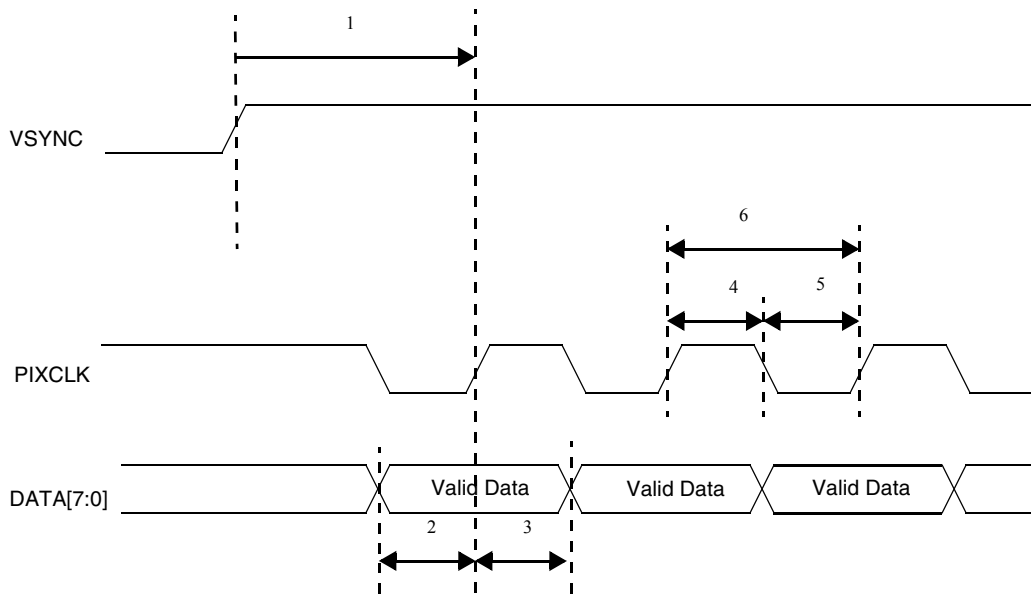 1
VSYNC
6
4
5
PIXCLK
DATA[7:0]
Valid Data
Valid Data
Valid Data
2
3